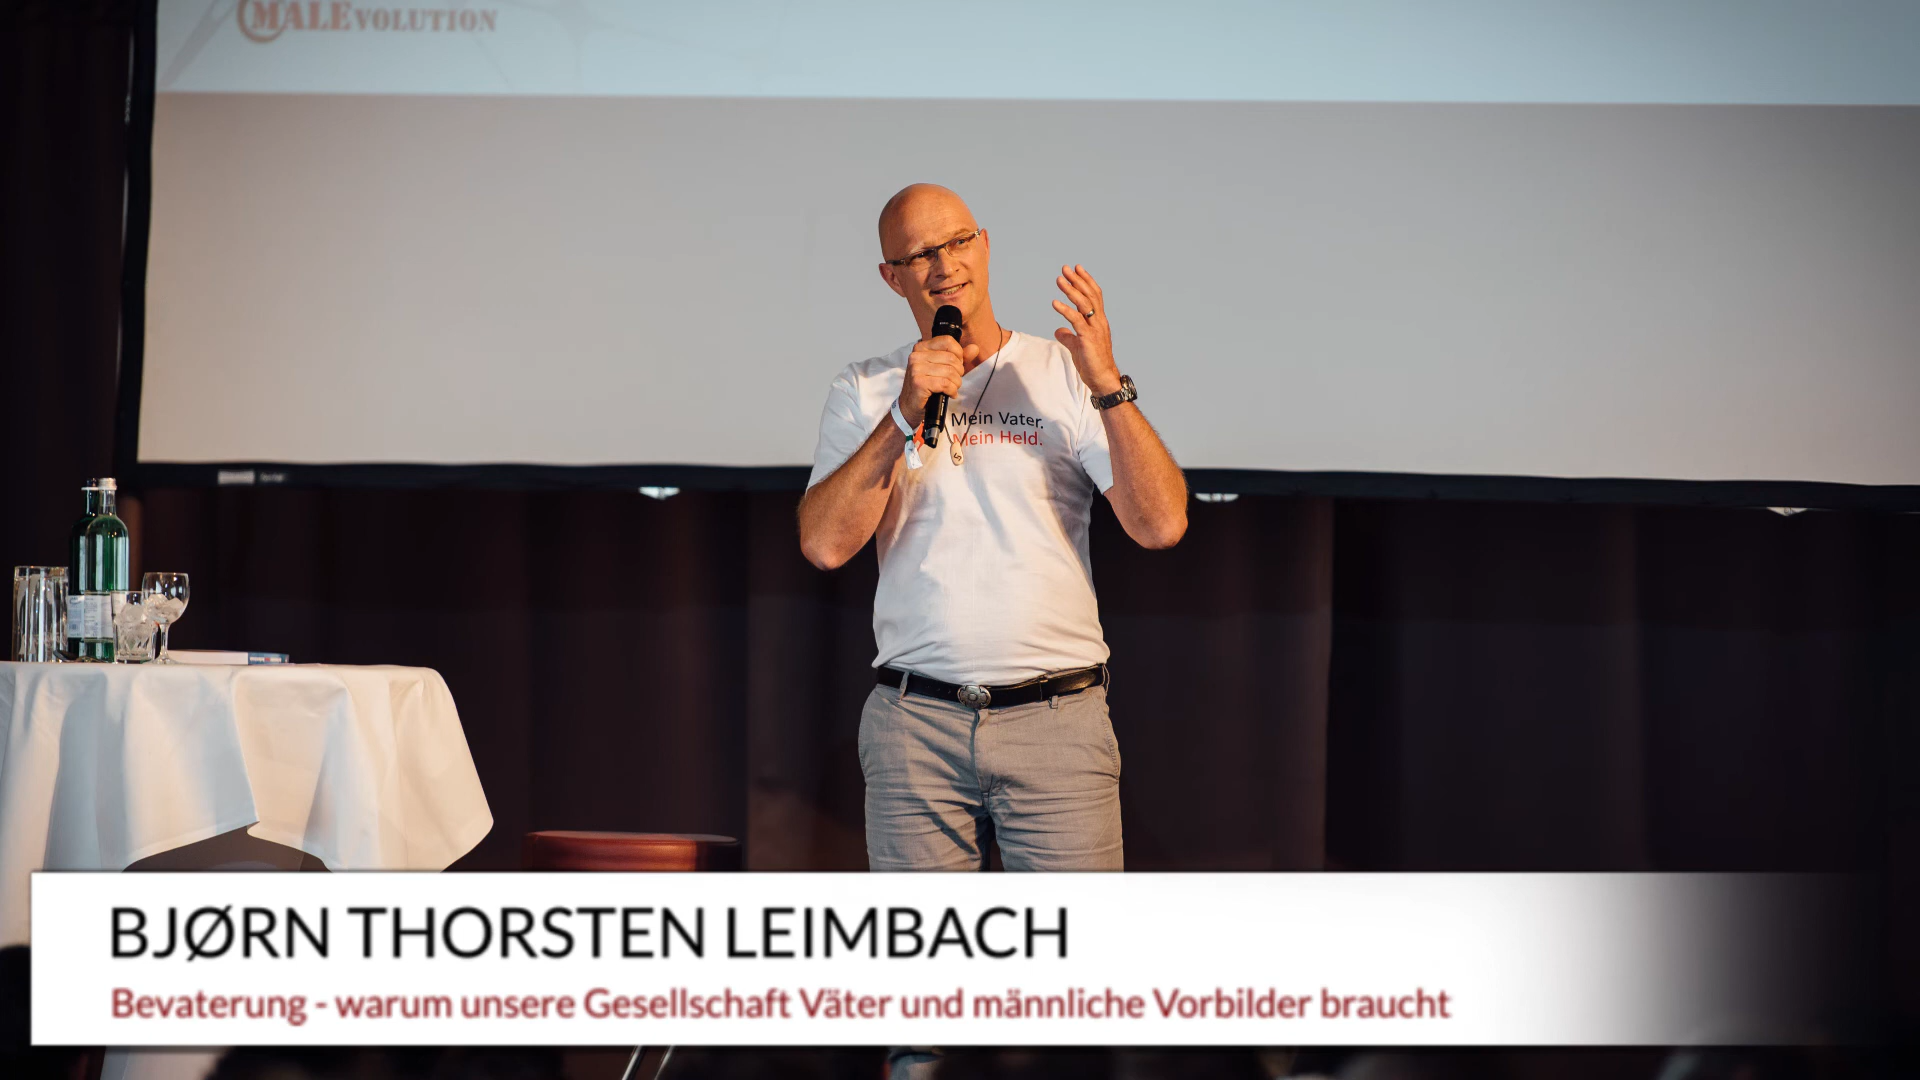 MALEVOLUTION
Mein Vater.
Mein Held.
BJØRN THORSTEN LEIMBACH
Bevaterung - warum unsere Gesellschaft Väter und männliche Vorbilder braucht